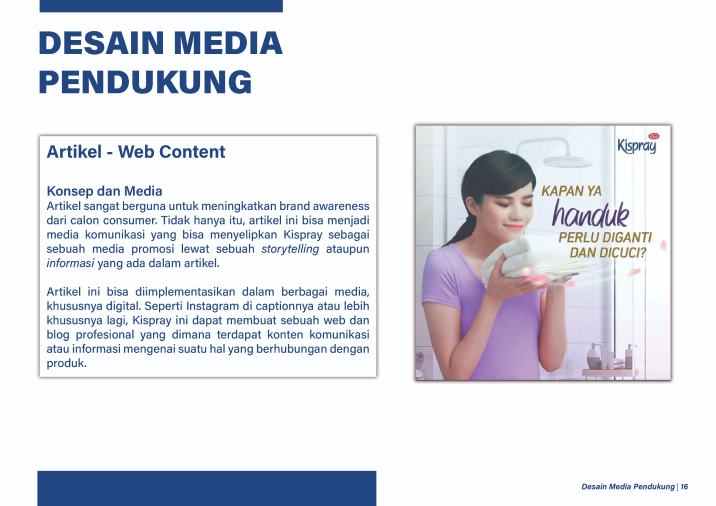 DESAIN MEDIA
PENDUKUNG
Artikel - Web Content
Konsep dan Media
Artikel sangat berguna untuk meningkatkan brand awareness
dari calon consumer. Tidak hanya itu, artikel ini bisa menjadi
media komunikasi yang bisa menyelipkan Kispray sebagai
sebuah media promosi lewat sebuah storytelling ataupun
informasi yang ada dalam artikel.
Artikel ini bisa diimplementasikan dalam berbagai media,
khususnya digital. Seperti Instagram di captionnya atau lebih
khususnya lagi, Kispray ini dapat membuat sebuah web dan
blog profesional yang dimana terdapat konten komunikasi
atau informasi mengenai suatu hal yang berhubungan dengan
produk.
Kispray
KAPAN YA
handuk
PERLU DIGANTI
DAN DICUCI?
Desain Media Pendukung | 16